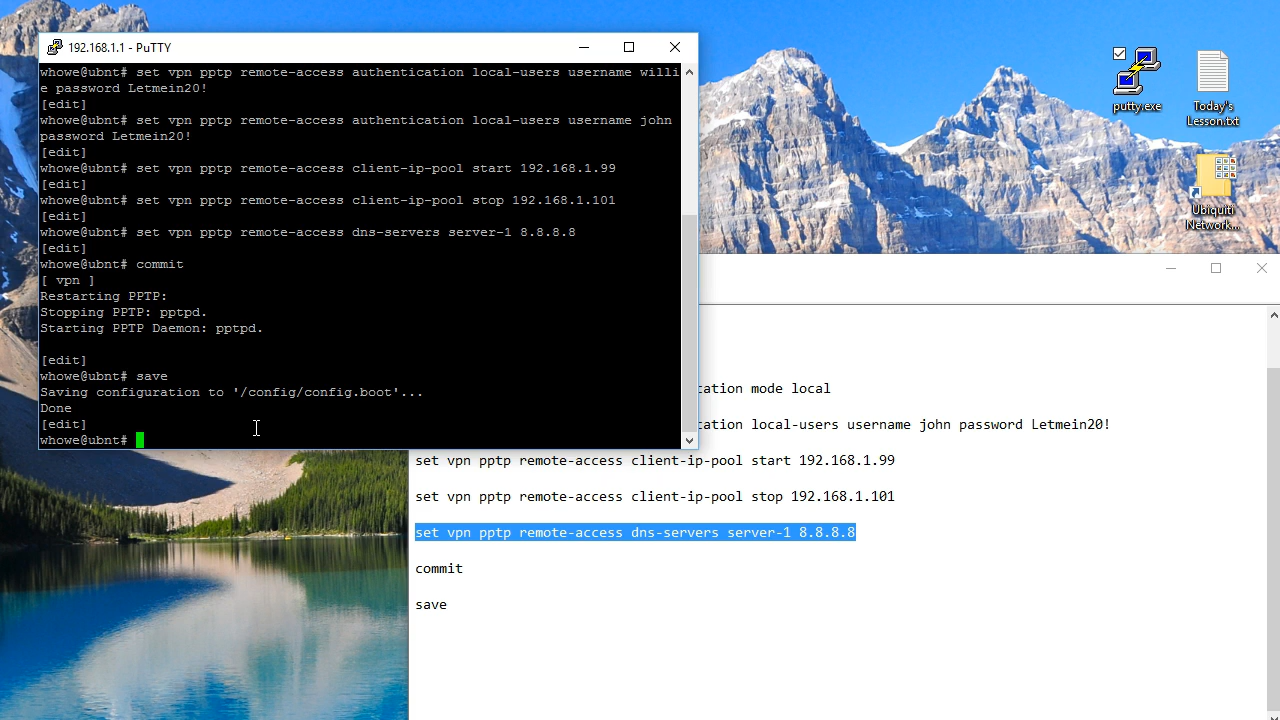 192.168.1.1 - PuTTY
whowe@ubnt# set vpn pptp remote-access authentication local-users username willi
e password Letmein20!
[edit]
whowe@ubnt# set vpn pptp remote-access authentication local-users username john
password Letmein20!
[edit]
whowe@ubnt# set vpn pptp remote-access client-ip-pool start 192.168.1.99
[edit]
whowe@ubnt# set vpn pptp remote-access client-ip-pool stop 192.168.1.101
[edit]
whowe@ubnt# set vpn pptp remote-access dns-servers server-1 8.8.8.8
[edit]
whowe@ubnt# commit
[ vpn ]
Restarting PPTP:
Stopping PPTP: pptpd.
Starting PPTP Daemon: pptpd.
[edit]
whowe@ubnt# save
Saving configuration to '/config/config.boot'...
Done
[edit]
whowe@ubnt#
putty.exe
Today's
Lesson.txt
Ubiquiti
Network...
mode local
local-users username john password Letmein20!
set vpn pptp remote-access client-ip-pool start 192.168.1.99
set vpn pptp remote-access client-ip-pool stop 192.168.1.101
set vpn pptp remote-access dns-servers server-1 8.8.8.8
commit
save